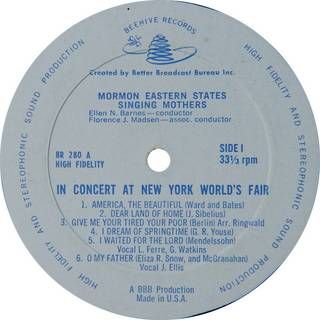 BEEHIVE RECORDS
Created by Better Broadcast Bureau Inc.
MORMON EASTERN STATES
SINGING MOTHERS
Ellen N. Barnes—conductor
Florence J. Madsen—assoc. conductor
BR 280 A
HIGH FIDELITY
SIDE I
33⅓ rpm
IN CONCERT AT NEW YORK WORLD'S FAIR
1. AMERICA, THE BEAUTIFUL (Ward and Bates)
2. DEAR LAND OF HOME (J. Sibelius)
3. GIVE ME YOUR TIRED YOUR POOR (Berlin) Arr. Ringwald
4. I DREAM OF SPRINGTIME (G. R. Youse)
5. I WAITED FOR THE LORD (Mendelssohn)
Vocal L. Ferre, G. Watkins
6. O MY FATHER (Eliza R. Snow, and McGranahan)
Vocal J. Ellis
A BBB Production
Made in U.S.A.
HIGH FIDELITY AND STEREOPHONIC SOUND PRODUCTION
HIGH FIDELITY AND STEREOPHONIC SOUND PRODUCTION